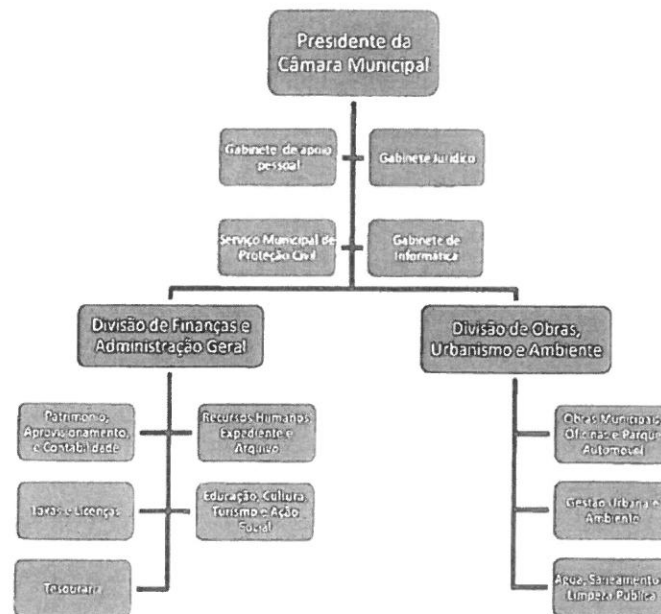 Presidente da
Câmara Municipal
Gabinete de apoio
pessoal
Gabinete Jurídico
Serviço Municipal de
Proteção Civil
Gabinete de
Informática
Divisão de Finanças e
Administração Geral
Divisão de Obras,
Urbanismo e Ambiente
Património,
Aprovisionamento,
e Contabilidade
Recursos Humanos,
Expediente e
Arquivo
Obras Municipais,
Oficinas e Parque
Automóvel
Taxas e Licenças
Educação, Cultura,
Turismo e Ação
Social
Gestão Urbana e
Ambiente
Tesouraria
Água, Saneamento e
Limpeza Pública